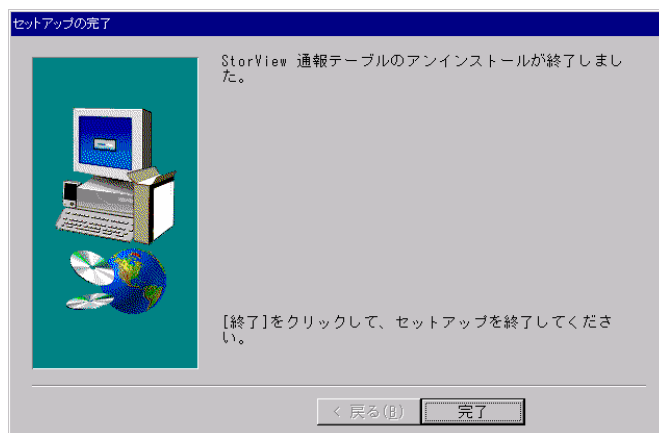 セットアップの完了
StorView 通報テーブルのアンインストールが終了しまし
た。
[終了]をクリックして、セットアップを終了してくださ
い。
< 戻る(B)
完了